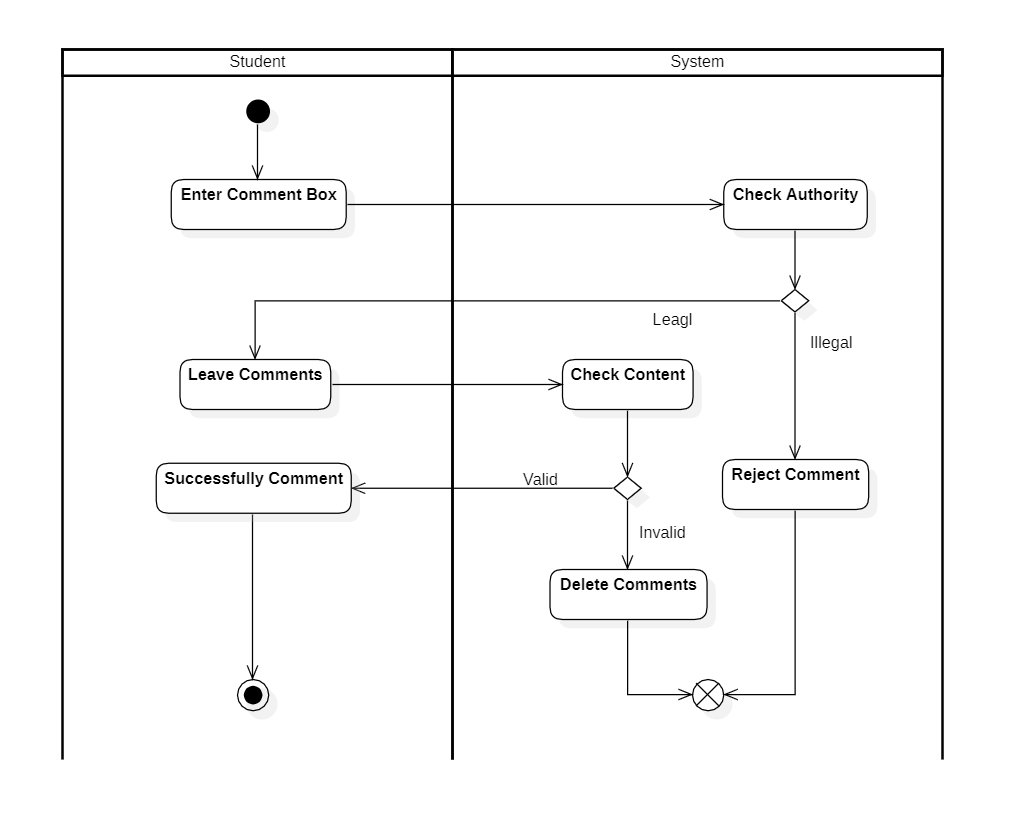 Student
System
Enter Comment Box
Check Authority
Leagl
Illegal
Leave Comments
Check Content
Successfully Comment
Valid
Reject Comment
Invalid
Delete Comments